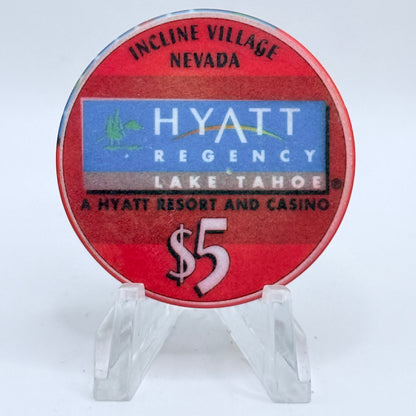 INCLINE VILLAGE
NEVADA
HYATT
REGENCY
LAKE TAHOE®
A HYATT RESORT AND CASINO
$5